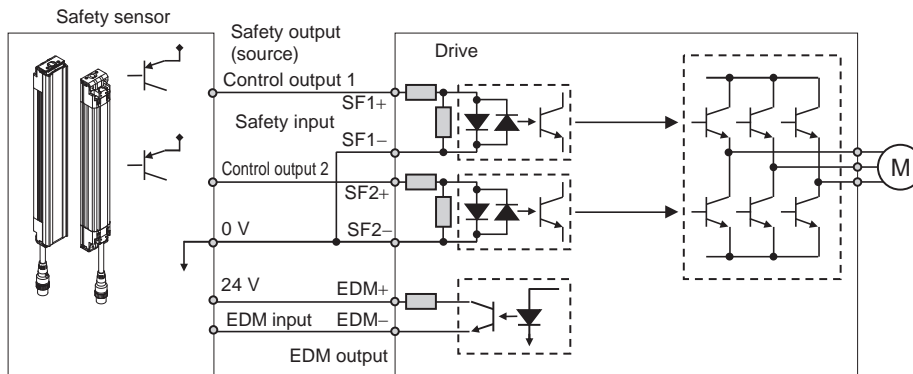 Safety sensor
Safety output
(source)
Drive
Control output 1
SF1+
Safety input
SF1−
Control output 2
SF2+
M
0 V
SF2−
24 V
EDM+
EDM input
EDM−
EDM output